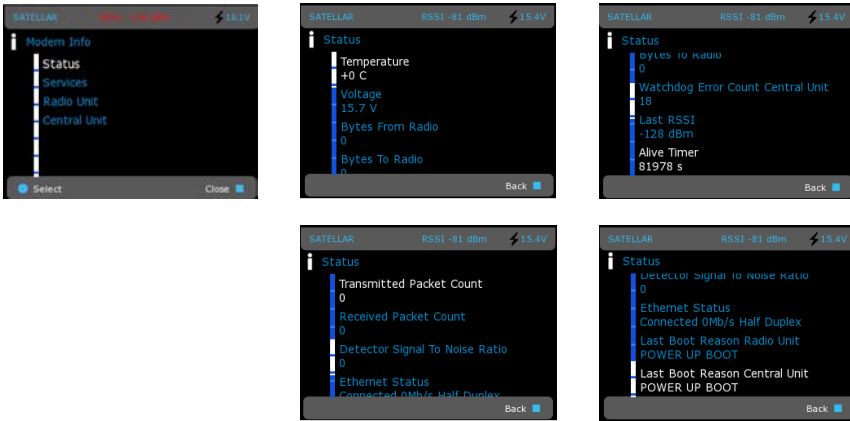 SATELLAR
16.1V
Modem Info
Status
Services
Radio Unit
Central Unit
Select Close
SATELLAR RSSI -81 dBm 15.4V
Status
Temperature
+0 C
Voltage
15.7 V
Bytes From Radio
0
Bytes To Radio
0
Back
SATELLAR RSSI -81 dBm 15.4V
Status
Bytes To Radio
0
Watchdog Error Count Central Unit
18
Last RSSI
-128 dBm
Alive Timer
81978 s
Back
SATELLAR RSSI -81 dBm 15.4V
Status
Transmitted Packet Count
0
Received Packet Count
0
Detector Signal To Noise Ratio
0
Ethernet Status
Connected 0Mb/s Half Duplex
Back
SATELLAR RSSI -81 dBm 15.4V
Status
Detector Signal To Noise Ratio
0
Ethernet Status
Connected 0Mb/s Half Duplex
Last Boot Reason Radio Unit
POWER UP BOOT
Last Boot Reason Central Unit
POWER UP BOOT
Back